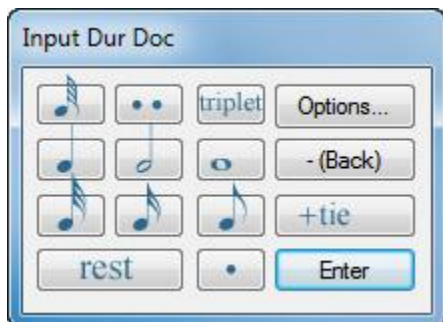 Input Dur Doc
triplet Options...
- (Back)
+tie
rest Enter